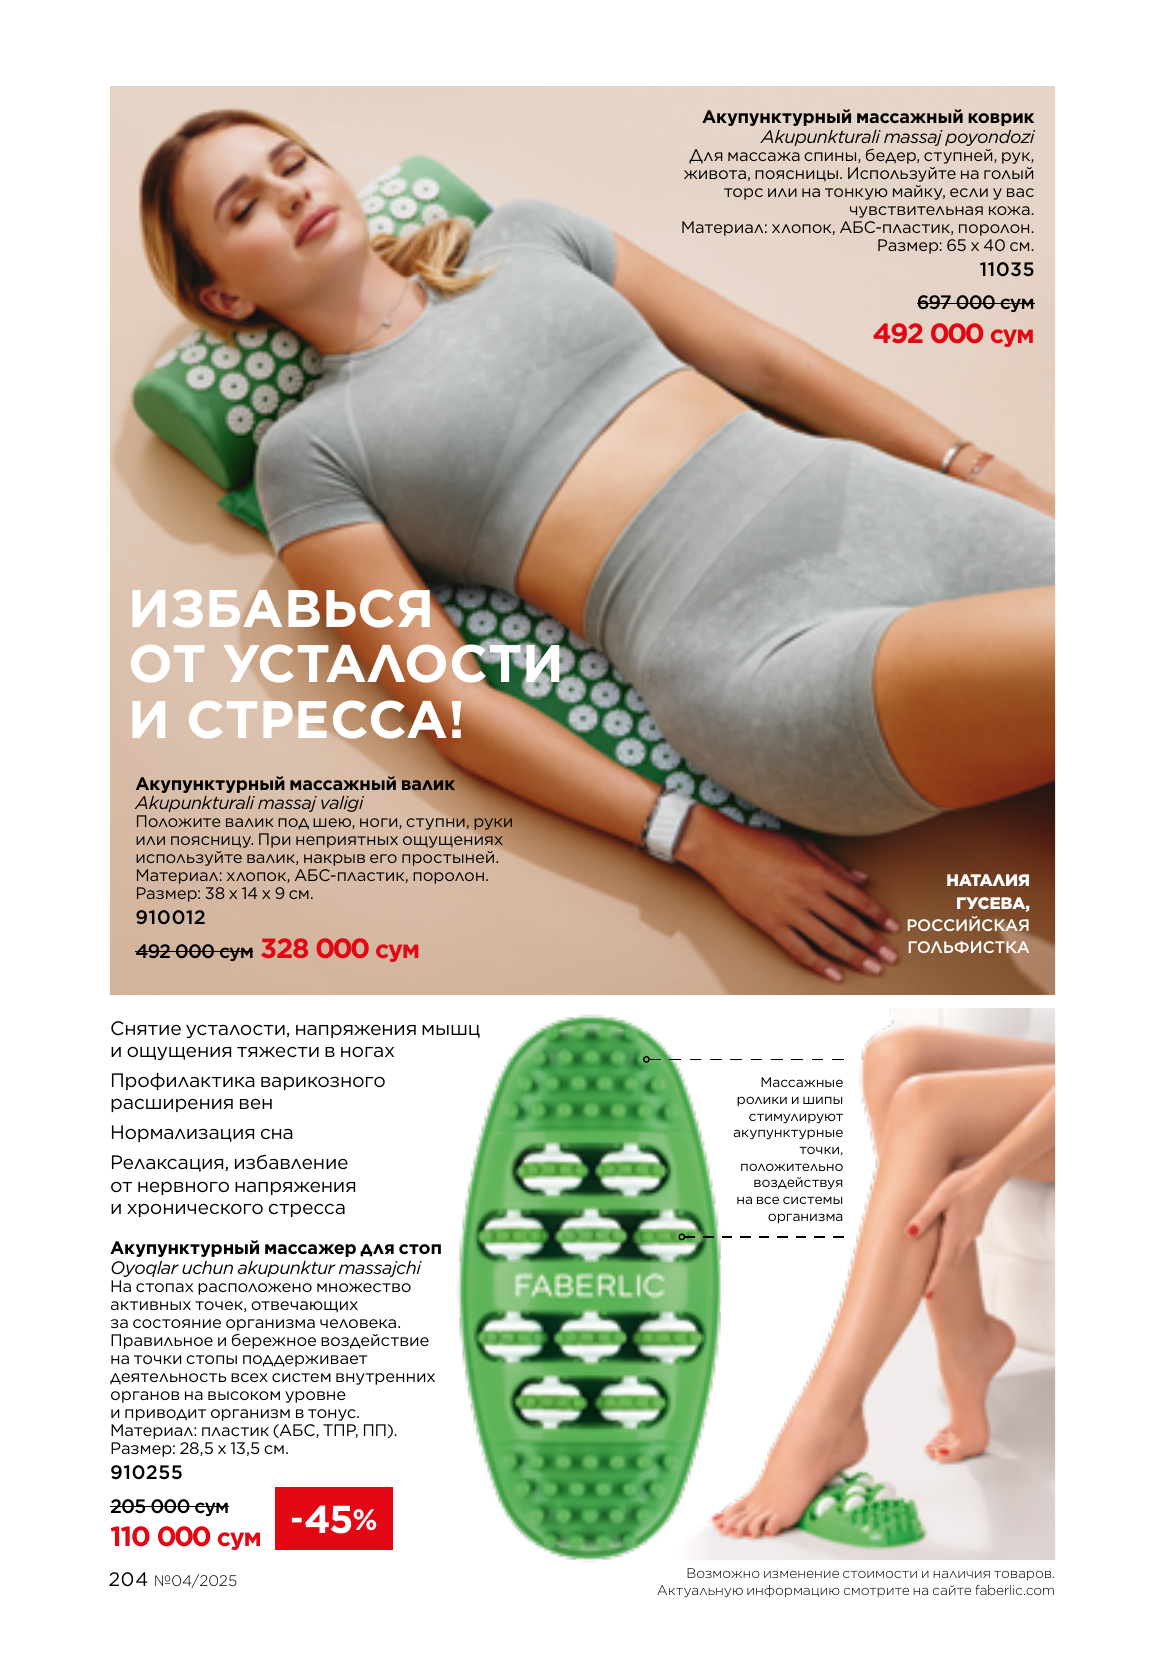 Акупунктурный массажный коврик
Akupunkturali massaj poyondozi
Для массажа спины, бедер, ступней, рук,
живота, поясницы. Используйте на голый
торс или на тонкую майку, если у вас
чувствительная кожа.
Материал: хлопок, АБС-пластик, поролон.
Размер: 65 x 40 см.
11035
697 000 сум
492 000 сум
ИЗБАВЬСЯ
ОТ УСТАЛОСТИ
И СТРЕССА!
Акупунктурный массажный валик
Akupunkturali massaj valigi
Положите валик под шею, ноги, ступни, руки
или поясницу. При неприятных ощущениях
используйте валик, накрыв его простыней.
Материал: хлопок, АБС-пластик, поролон.
Размер: 38 x 14 x 9 см.
910012
492 000 сум 328 000 сум
НАТАЛИЯ
ГУСЕВА,
РОССИЙСКАЯ
ГОЛЬФИСТКА
Снятие усталости, напряжения мышц
и ощущения тяжести в ногах
Профилактика варикозного
расширения вен
Нормализация сна
Релаксация, избавление
от нервного напряжения
и хронического стресса
Массажные
ролики и шипы
стимулируют
акупунктурные
точки,
положительно
воздействуя
на все системы
организма
FABERLIC
Акупунктурный массажер для стоп
Oyoqlar uchun akupunktur massajchi
На стопах расположено множество
активных точек, отвечающих
за состояние организма человека.
Правильное и бережное воздействие
на точки стопы поддерживает
деятельность всех систем внутренних
органов на высоком уровне
и приводит организм в тонус.
Материал: пластик (АБС, ТПР, ПП).
Размер: 28,5 x 13,5 см.
910255
205 000 сум
110 000 сум
-45%
204 №04/2025
Возможно изменение стоимости и наличия товаров.
Актуальную информацию смотрите на сайте faberlic.com